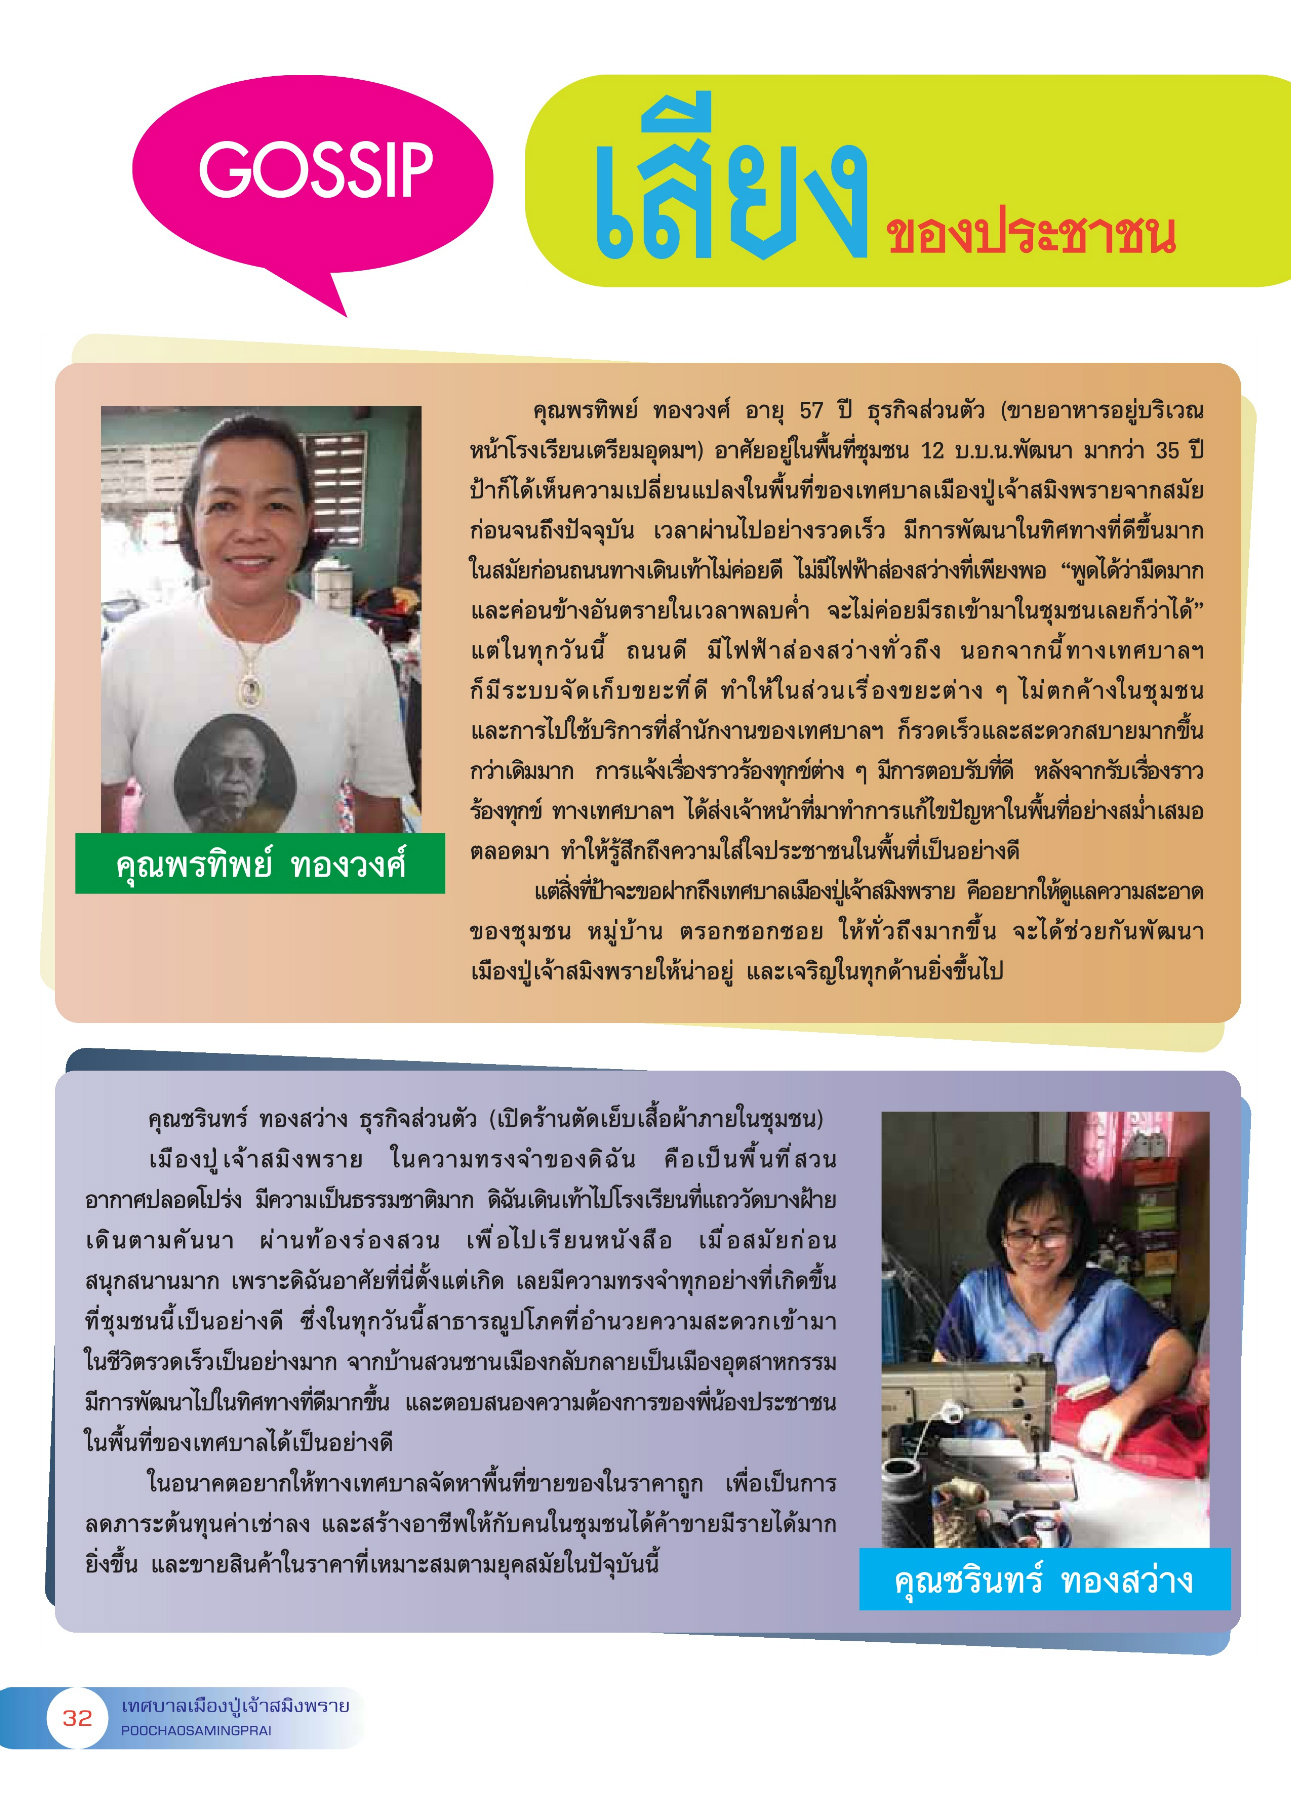 GOSSIP
เสียง
ของประชาชน
คุณพรทิพย์ ทองวงศ์ อายุ 57 ปี ธุรกิจส่วนตัว (ขายอาหารอยู่บริเวณ
หน้าโรงเรียนเตรียมอุดมฯ) อาศัยอยู่ในพื้นที่ชุมชน 12 บ.บ.น.พัฒนา มากว่า 35 ปี
ป้าก็ได้เห็นความเปลี่ยนแปลงในพื้นที่ของเทศบาลเมืองปู่เจ้าสมิงพรายจากสมัย
ก่อนจนถึงปัจจุบัน เวลาผ่านไปอย่างรวดเร็ว มีการพัฒนาในทิศทางที่ดีขึ้นมาก
ในสมัยก่อนถนนทางเดินเท้าไม่ค่อยดี ไม่มีไฟฟ้าส่องสว่างที่เพียงพอ “พูดได้ว่ามืดมาก
และค่อนข้างอันตรายในเวลาพลบค่ำ จะไม่ค่อยมีรถเข้ามาในชุมชนเลยก็ว่าได้”
แต่ในทุกวันนี้ ถนนดี มีไฟฟ้าส่องสว่างทั่วถึง นอกจากนี้ทางเทศบาลฯ
ก็มีระบบจัดเก็บขยะที่ดี ทำให้ในส่วนเรื่องขยะต่าง ๆ ไม่ตกค้างในชุมชน
และการไปใช้บริการที่สำนักงานของเทศบาลฯ ก็รวดเร็วและสะดวกสบายมากขึ้น
กว่าเดิมมาก การแจ้งเรื่องราวร้องทุกข์ต่าง ๆ มีการตอบรับที่ดี หลังจากรับเรื่องราว
ร้องทุกข์ ทางเทศบาลฯ ได้ส่งเจ้าหน้าที่มาทำการแก้ไขปัญหาในพื้นที่อย่างสม่ำเสมอ
ตลอดมา ทำให้รู้สึกถึงความใส่ใจประชาชนในพื้นที่เป็นอย่างดี
แต่สิ่งที่ป้าจะขอฝากถึงเทศบาลเมืองปู่เจ้าสมิงพราย คืออยากให้ดูแลความสะอาด
ของชุมชน หมู่บ้าน ตรอกซอกซอย ให้ทั่วถึงมากขึ้น จะได้ช่วยกันพัฒนา
เมืองปู่เจ้าสมิงพรายให้น่าอยู่ และเจริญในทุกด้านยิ่งขึ้นไป
คุณพรทิพย์ ทองวงศ์
คุณชรินทร์ ทองสว่าง ธุรกิจส่วนตัว (เปิดร้านตัดเย็บเสื้อผ้าภายในชุมชน)
เมืองปู่เจ้าสมิงพราย ในความทรงจำของดิฉัน คือเป็นพื้นที่สวน
อากาศปลอดโปร่ง มีความเป็นธรรมชาติมาก ดิฉันเดินเท้าไปโรงเรียนที่แถววัดบางฝ้าย
เดินตามคันนา ผ่านท้องร่องสวน เพื่อไปเรียนหนังสือ เมื่อสมัยก่อน
สนุกสนานมาก เพราะดิฉันอาศัยที่นี่ตั้งแต่เกิด เลยมีความทรงจำทุกอย่างที่เกิดขึ้น
ที่ชุมชนนี้เป็นอย่างดี ซึ่งในทุกวันนี้สาธารณูปโภคที่อำนวยความสะดวกเข้ามา
ในชีวิตรวดเร็วเป็นอย่างมาก จากบ้านสวนชานเมืองกลับกลายเป็นเมืองอุตสาหกรรม
มีการพัฒนาไปในทิศทางที่ดีมากขึ้น และตอบสนองความต้องการของพี่น้องประชาชน
ในพื้นที่ของเทศบาลได้เป็นอย่างดี
ในอนาคตอยากให้ทางเทศบาลจัดหาพื้นที่ขายของในราคาถูก เพื่อเป็นการ
ลดภาระต้นทุนค่าเช่าลง และสร้างอาชีพให้กับคนในชุมชนได้ค้าขายมีรายได้มาก
ยิ่งขึ้น และขายสินค้าในราคาที่เหมาะสมตามยุคสมัยในปัจุบันนี้
คุณชรินทร์ ทองสว่าง
32
เทศบาลเมืองปู่เจ้าสมิงพราย
POOCHAOSAMINGPRAI